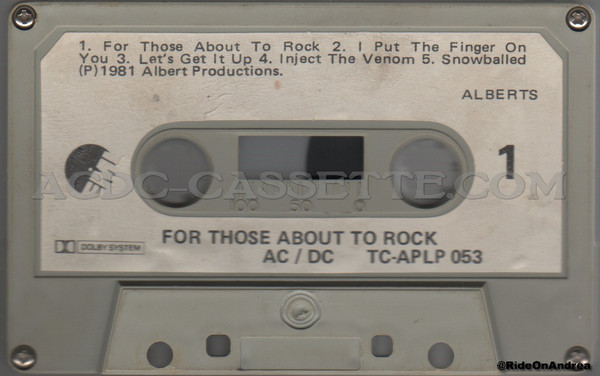 1. For Those About To Rock 2. I Put The Finger On
You 3. Let's Get It Up 4. Inject The Venom 5. Snowballed
(P)1981 Albert Productions.
ALBERTS
EMI
1
ACDC-CASSETTE.COM
100 50 0
DOLBY SYSTEM
FOR THOSE ABOUT TO ROCK
AC / DC TC-APLP 053
@RideOnAndrea